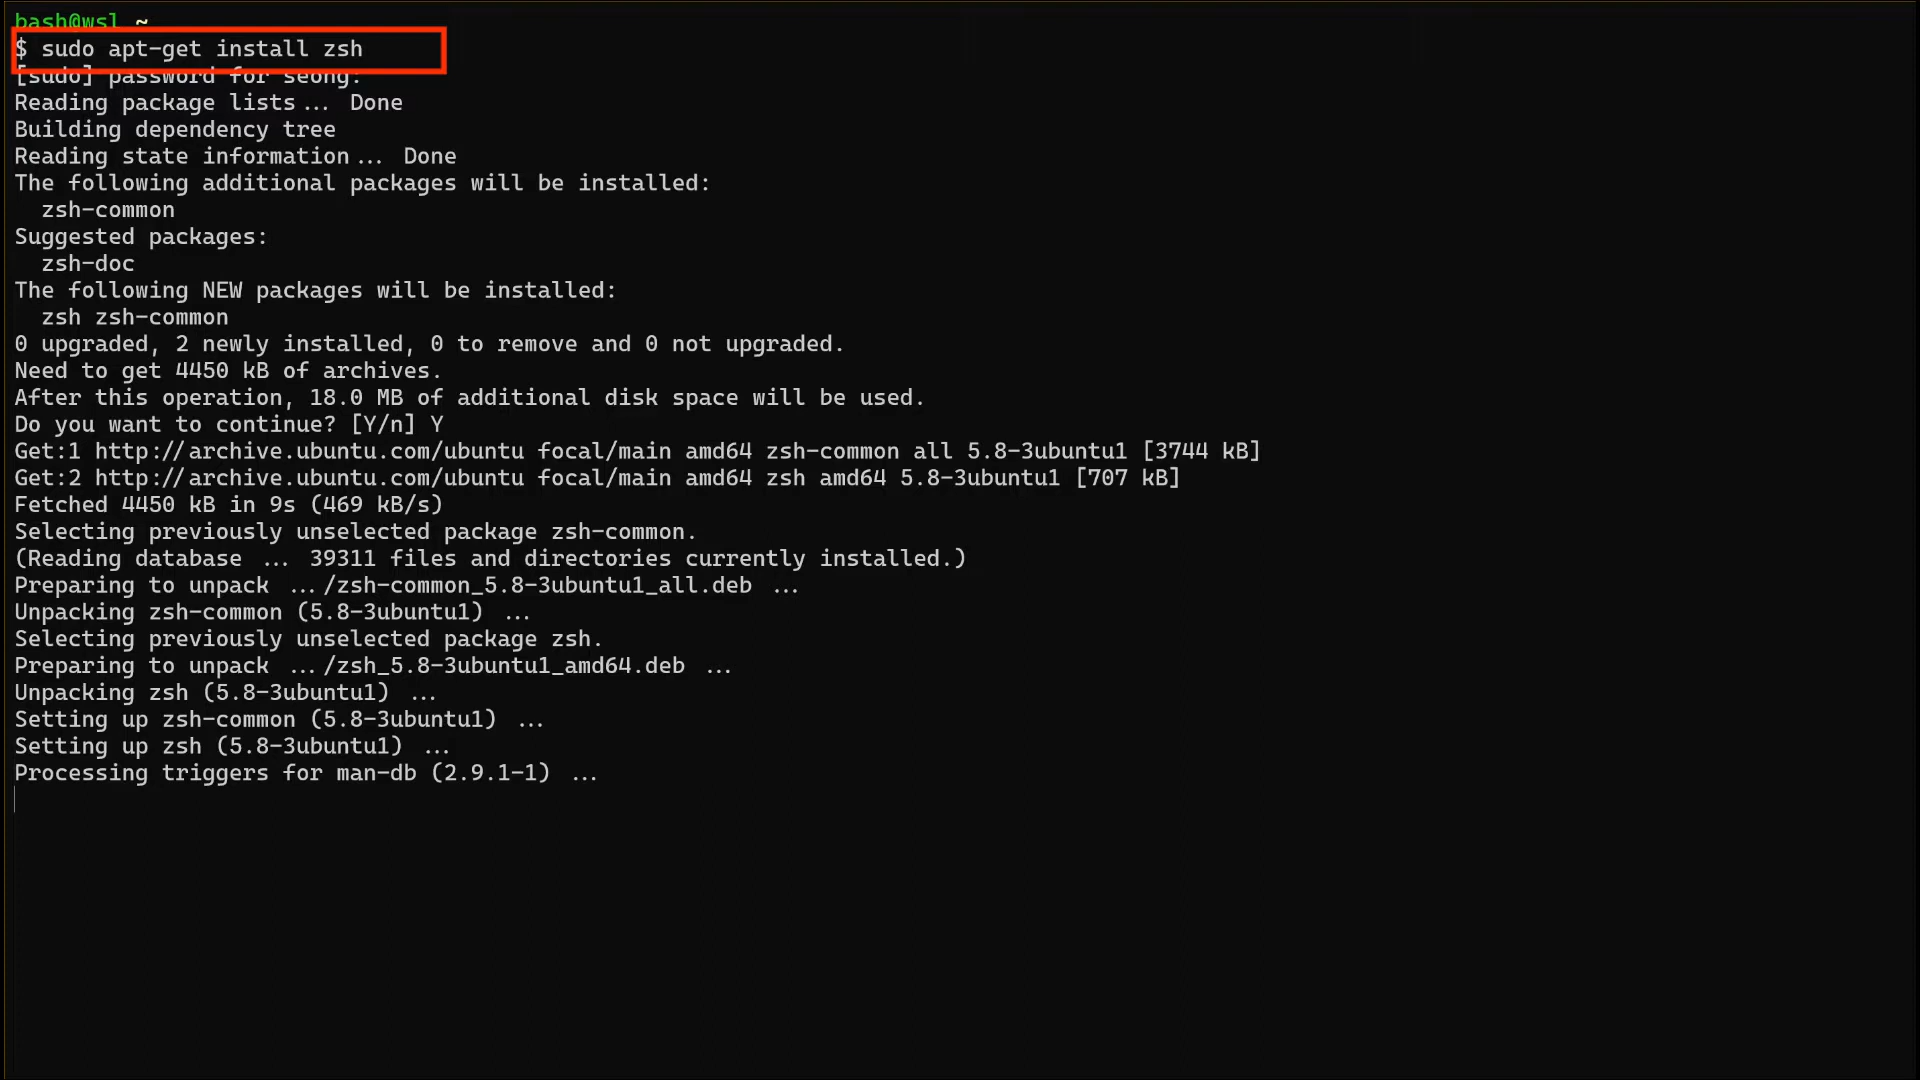 bash@wsl ~
$ sudo apt-get install zsh
[sudo] password for seong:
Reading package lists... Done
Building dependency tree
Reading state information... Done
The following additional packages will be installed:
  zsh-common
Suggested packages:
  zsh-doc
The following NEW packages will be installed:
  zsh zsh-common
0 upgraded, 2 newly installed, 0 to remove and 0 not upgraded.
Need to get 4450 kB of archives.
After this operation, 18.0 MB of additional disk space will be used.
Do you want to continue? [Y/n] Y
Get:1 http://archive.ubuntu.com/ubuntu focal/main amd64 zsh-common all 5.8-3ubuntu1 [3744 kB]
Get:2 http://archive.ubuntu.com/ubuntu focal/main amd64 zsh amd64 5.8-3ubuntu1 [707 kB]
Fetched 4450 kB in 9s (469 kB/s)
Selecting previously unselected package zsh-common.
(Reading database ... 39311 files and directories currently installed.)
Preparing to unpack .../zsh-common_5.8-3ubuntu1_all.deb ...
Unpacking zsh-common (5.8-3ubuntu1) ...
Selecting previously unselected package zsh.
Preparing to unpack .../zsh_5.8-3ubuntu1_amd64.deb ...
Unpacking zsh (5.8-3ubuntu1) ...
Setting up zsh-common (5.8-3ubuntu1) ...
Setting up zsh (5.8-3ubuntu1) ...
Processing triggers for man-db (2.9.1-1) ...